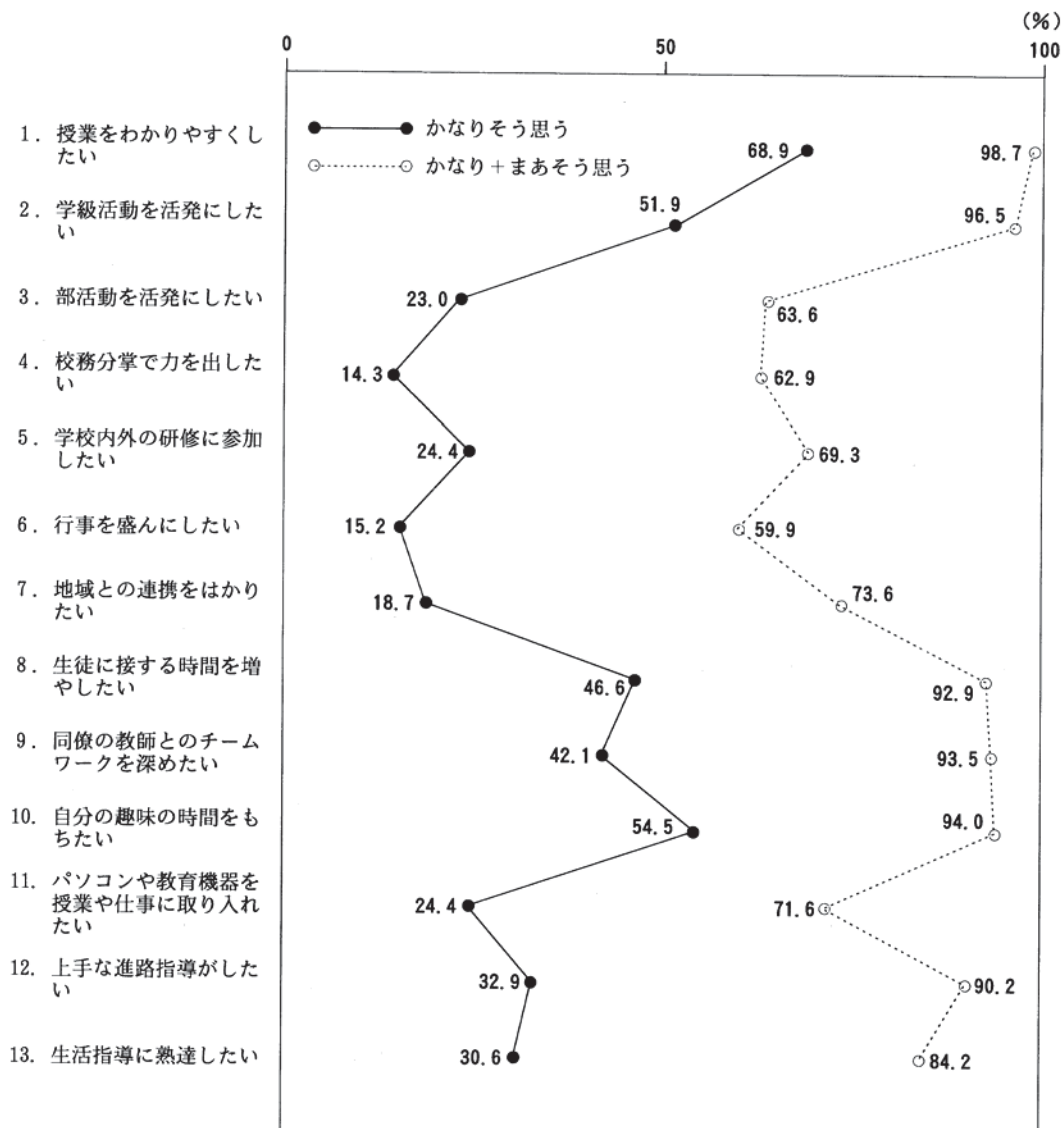 (%)
0 50 100
●—● かなりそう思う
○┄○ かなり+まあそう思う
1. 授業をわかりやすくし
たい
68.9 98.7
2. 学級活動を活発にした
い
51.9 96.5
3. 部活動を活発にしたい
23.0 63.6
4. 校務分掌で力を出した
い
14.3 62.9
5. 学校内外の研修に参加
したい
24.4 69.3
6. 行事を盛んにしたい
15.2 59.9
7. 地域との連携をはかり
たい
18.7 73.6
8. 生徒に接する時間を増
やしたい
46.6 92.9
9. 同僚の教師とのチーム
ワークを深めたい
42.1 93.5
10. 自分の趣味の時間をも
ちたい
54.5 94.0
11. パソコンや教育機器を
授業や仕事に取り入れ
たい
24.4 71.6
12. 上手な進路指導がした
い
32.9 90.2
13. 生活指導に熟達したい
30.6 84.2